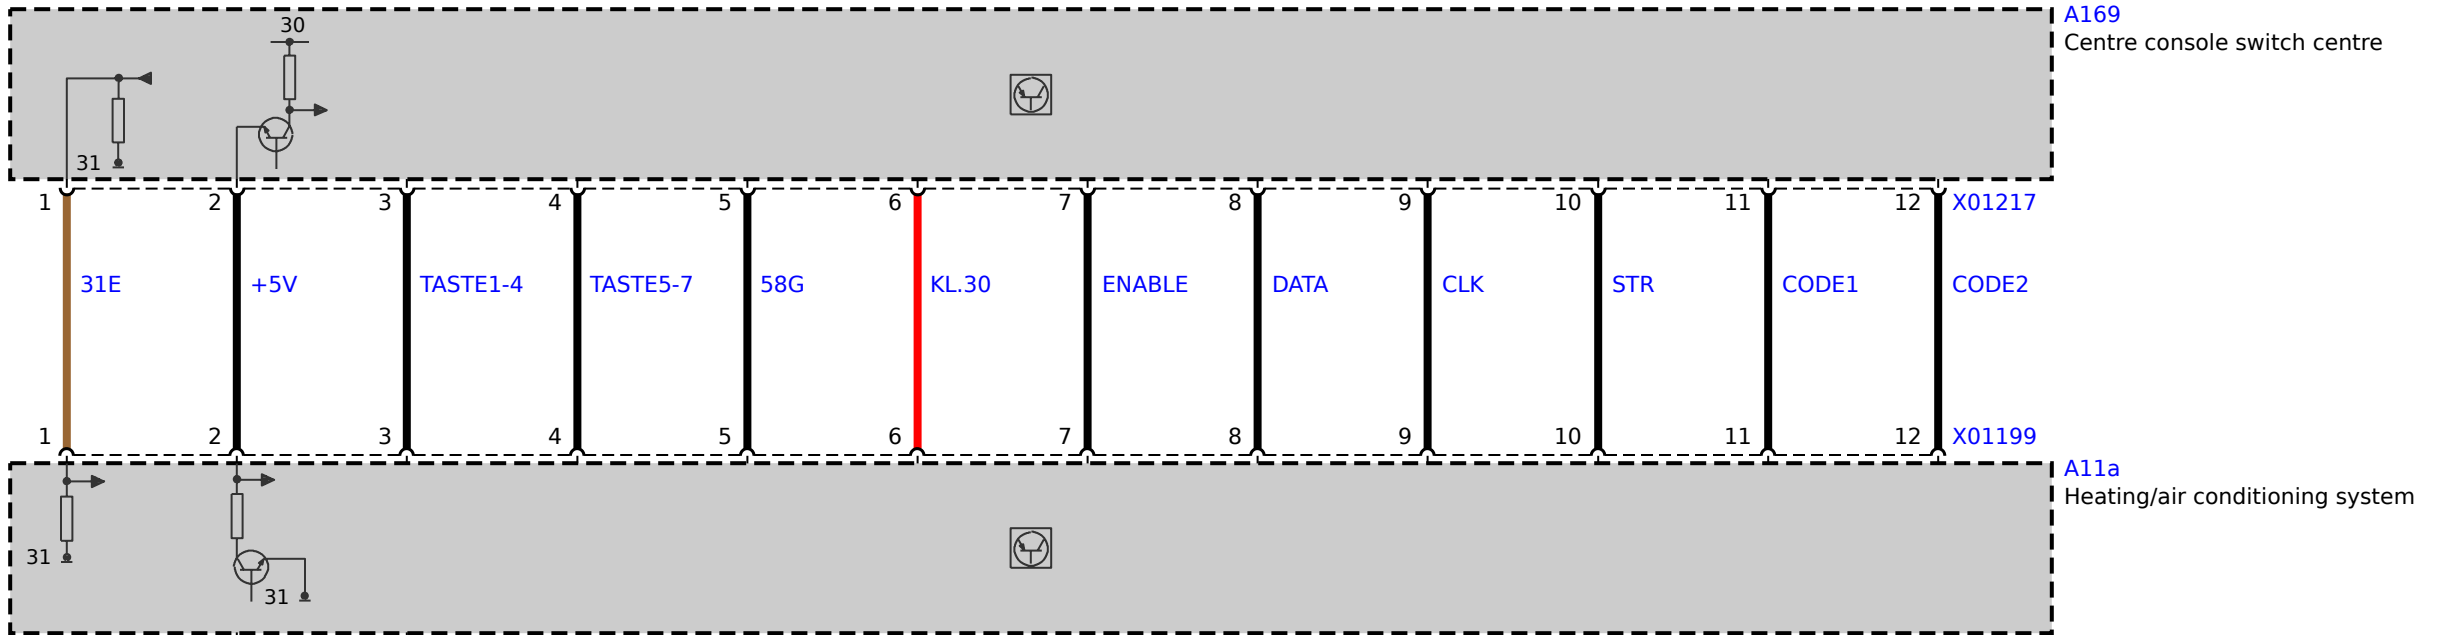 30
31
A169
Centre console switch centre
1 2 3 4 5 6 7 8 9 10 11 12 X01217
31E +5V TASTE1-4 TASTE5-7 58G KL.30 ENABLE DATA CLK STR CODE1 CODE2
1 2 3 4 5 6 7 8 9 10 11 12 X01199
A11a
Heating/air conditioning system
31
31